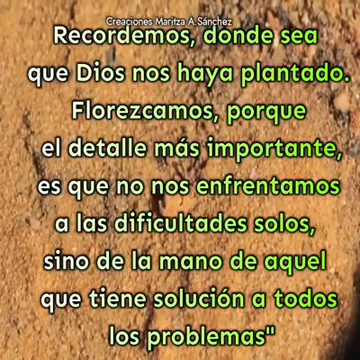 Creaciones Maritza A.Sánchez
Recordemos, donde sea
que Dios nos haya plantado.
Florezcamos, porque
el detalle más importante,
es que no nos enfrentamos
a las dificultades solos,
sino de la mano de aquel
que tiene solución a todos
los problemas"